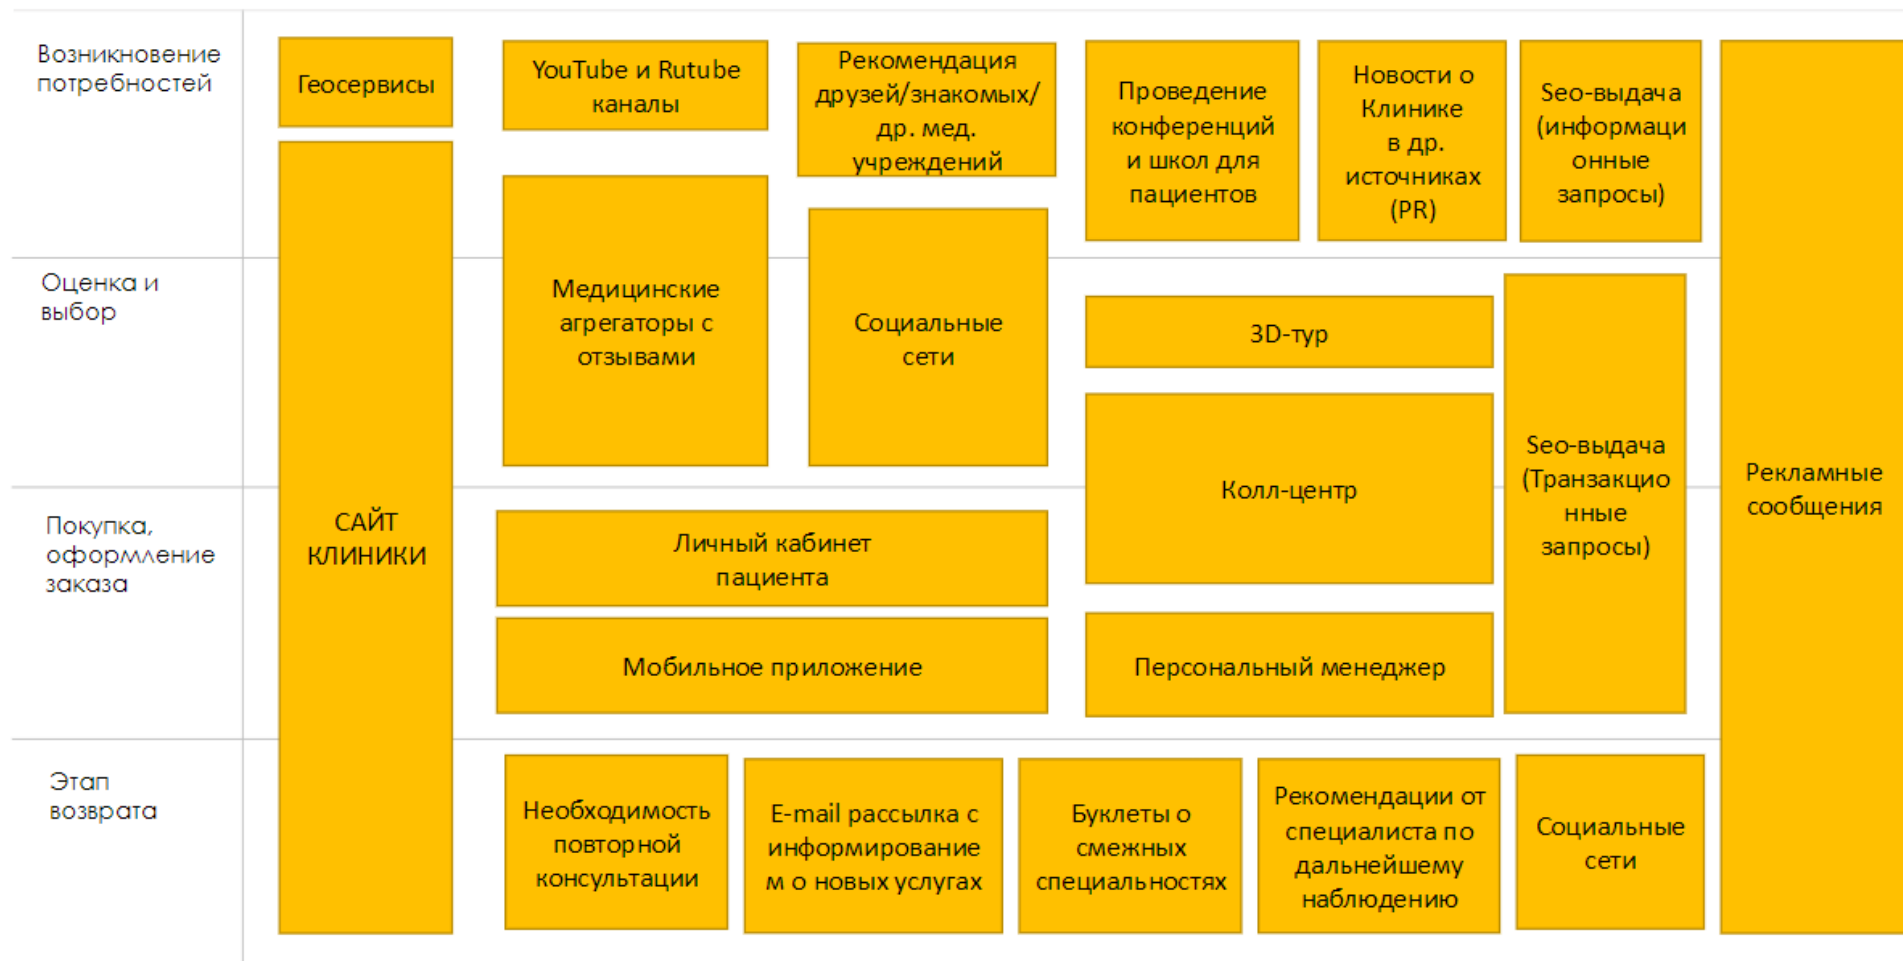 Возникновение
потребностей
Геосервисы
YouTube и Rutube
каналы
Рекомендация
друзей/знакомых/
др. мед.
учреждений
Проведение
конференций
и школ для
пациентов
Новости о
Клинике
в др.
источниках
(PR)
Seo-выдача
(информаци
онные
запросы)
Оценка и
выбор
Медицинские
агрегаторы с
отзывами
Социальные
сети
3D-тур
Колл-центр
Seo-выдача
(Транзакцио
нные
запросы)
Рекламные
сообщения
Покупка,
оформление
заказа
САЙТ
КЛИНИКИ
Личный кабинет
пациента
Мобильное приложение
Персональный менеджер
Этап
возврата
Необходимость
повторной
консультации
E-mail рассылка с
информирование
м о новых услугах
Буклеты о
смежных
специальностях
Рекомендации от
специалиста по
дальнейшему
наблюдению
Социальные
сети